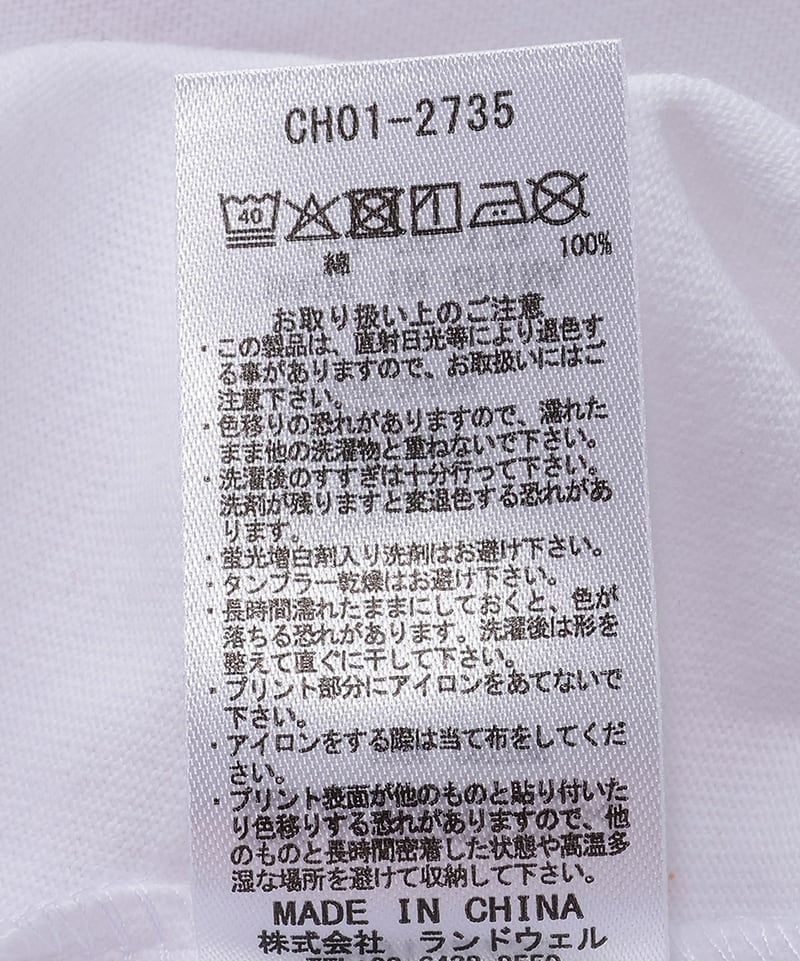 CH01-2735
40
綿
100%
お取り扱い上のご注意
・この製品は、直射日光等により退色す
る事がありますので、お取扱いにはご
注意下さい。
・色移りの恐れがありますので、濡れた
まま他の洗濯物と重ねないで下さい。
・洗濯後のすすぎは十分行って下さい。
洗剤が残りますと変退色する恐れがあ
ります。
・蛍光増白剤入り洗剤はお避け下さい。
・タンブラー乾燥はお避け下さい。
・長時間濡れたままにしておくと、色が
落ちる恐れがあります。洗濯後は形を
整えて直ぐに干して下さい。
・プリント部分にアイロンをあてないで
下さい。
・アイロンをする際は当て布をしてくだ
さい。
・プリント表面が他のものと貼り付いた
り色移りする恐れがありますので、他
のものと長時間密着した状態や高温多
湿な場所を避けて収納して下さい。
MADE IN CHINA
株式会社 ランドウェル